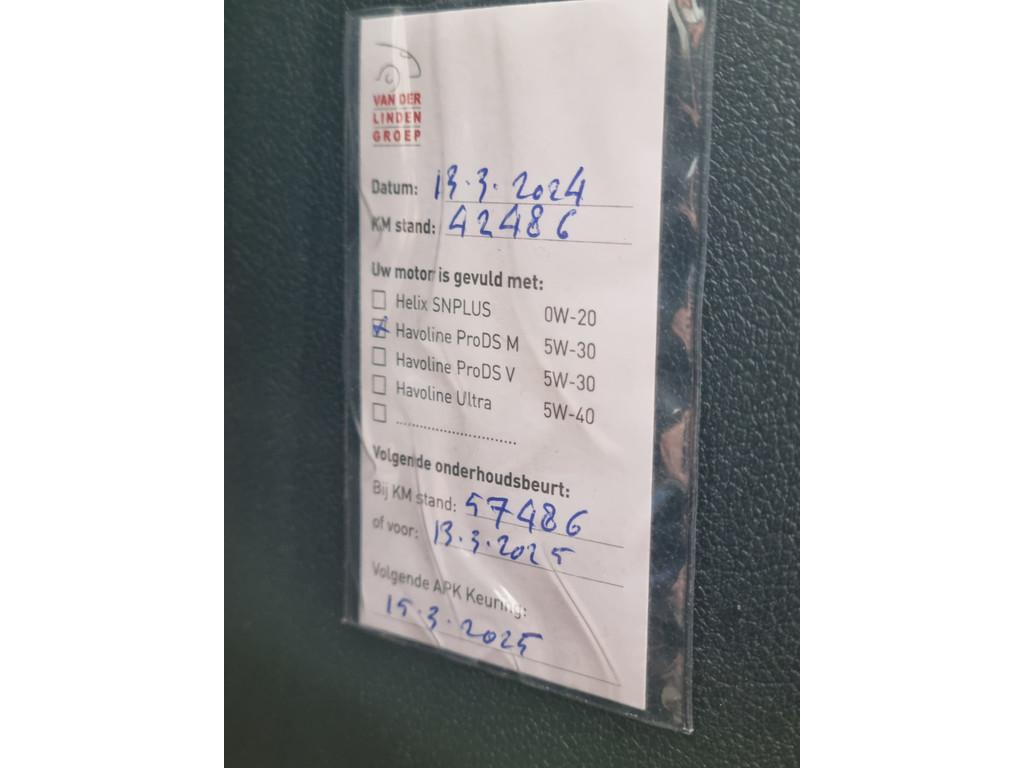 VAN DER
LINDEN
GROEP
Datum: 13.3.2024
KM stand: 42486
Uw motor is gevuld met:
Helix SNPLUS 0W-20
Havoline ProDS M 5W-30
Havoline ProDS V 5W-30
Havoline Ultra 5W-40
..............................
Volgende onderhoudsbeurt:
Bij KM stand: 57486
of voor: 13.3.2025
Volgende APK Keuring:
15.3.2025